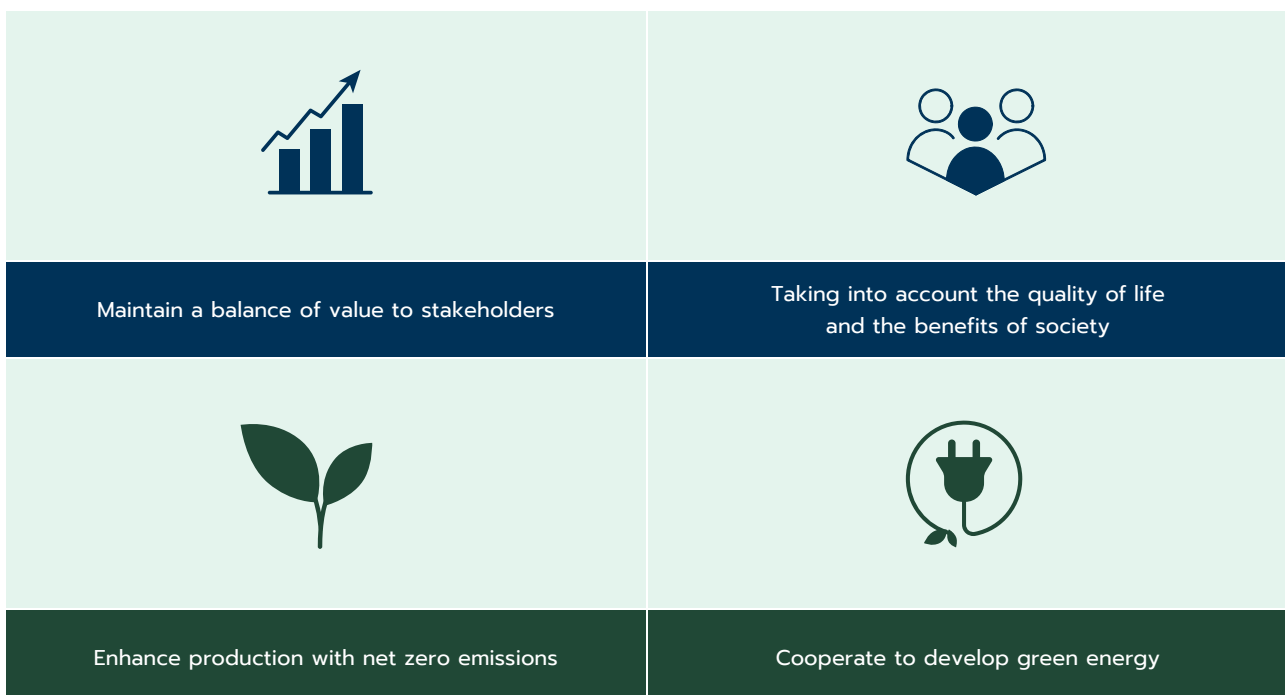 Maintain a balance of value to stakeholders
Taking into account the quality of life
and the benefits of society
Enhance production with net zero emissions
Cooperate to develop green energy